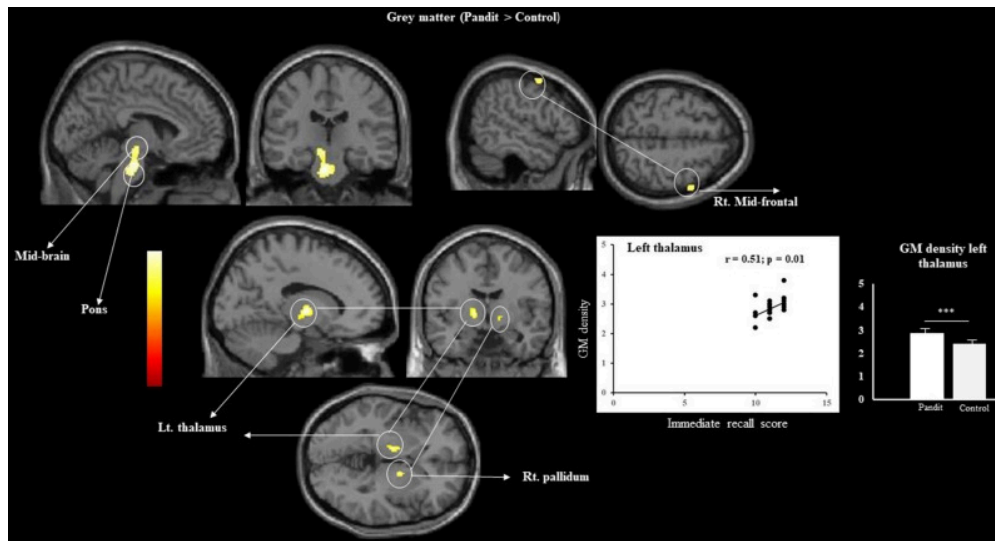 Grey matter (Pandit > Control)
Rt. Mid-frontal
Mid-brain
Pons
Left thalamus
r = 0.51; p = 0.01
GM density
5
4
3
2
1
0
0
5
10
15
Immediate recall score
GM density left
thalamus
5
4
3
2
1
0
***
Pandit
Control
Lt. thalamus
Rt. pallidum